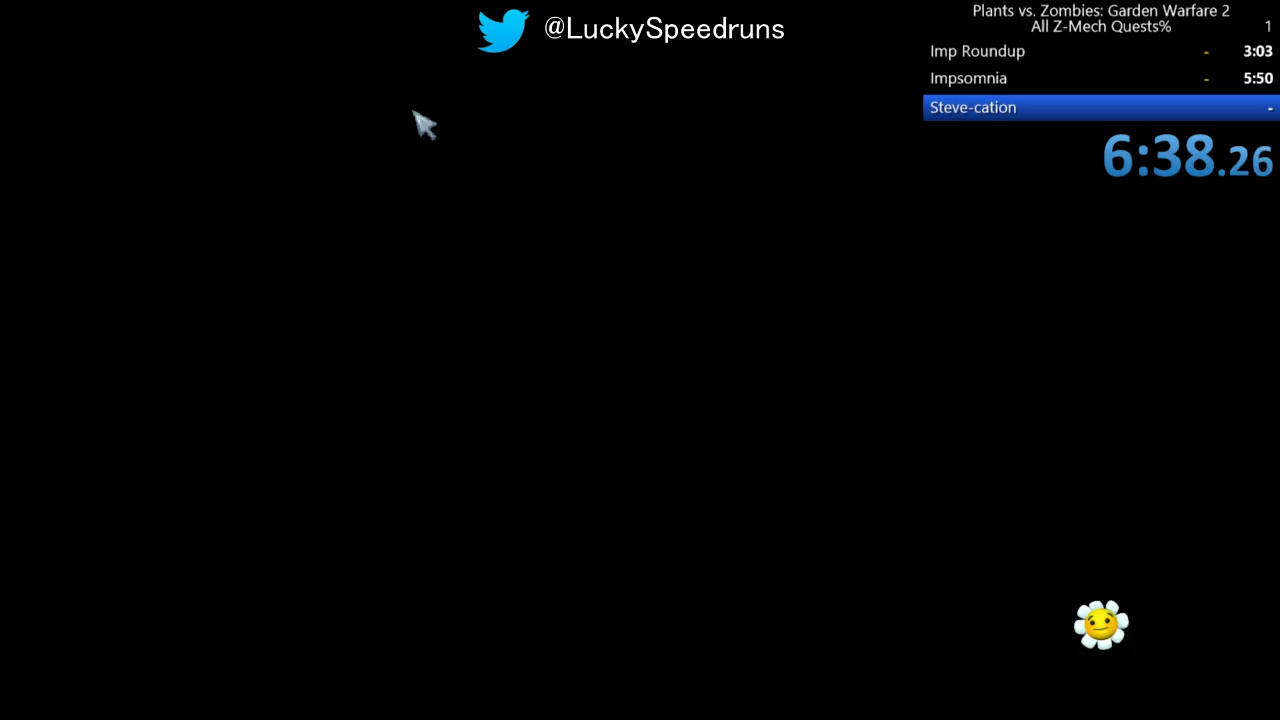 @LuckySpeedruns
Plants vs. Zombies: Garden Warfare 2
All Z-Mech Quests% 1
Imp Roundup - 3:03
Impsomnia - 5:50
Steve-cation -
6:38.26